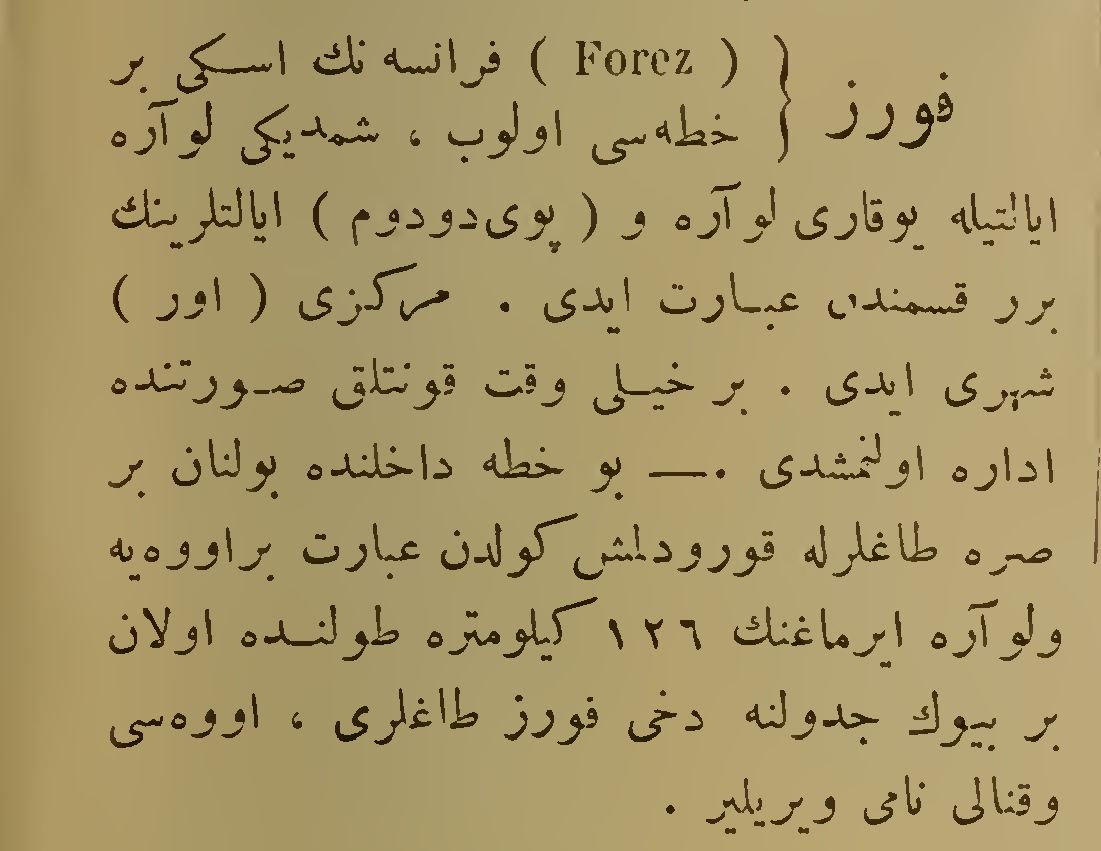 فورز { ( Forez ) فرانسه نك اسكی بر
خطه‌سی اولوب ، شمدیكی لوآره
ایالتیله یوقاری لوآره و ( پوی‌دودوم ) ایالتلرینك
برر قسمندن عبارت ایدی . مركزی ( اور )
شهری ایدی . بر خیلی وقت قونتلق صورتنده
اداره اولنمشدی .— بو خطه داخلنده بولنان بر
صره طاغلرله قورودلمش كولدن عبارت براووه‌یه
ولوآره ایرماغنك ١٢٦ كیلومتره طولنده اولان
بر بیوك جدولنه دخی فورز طاغلری ، اووه‌سی
وقنالی نامی ویریلیر .